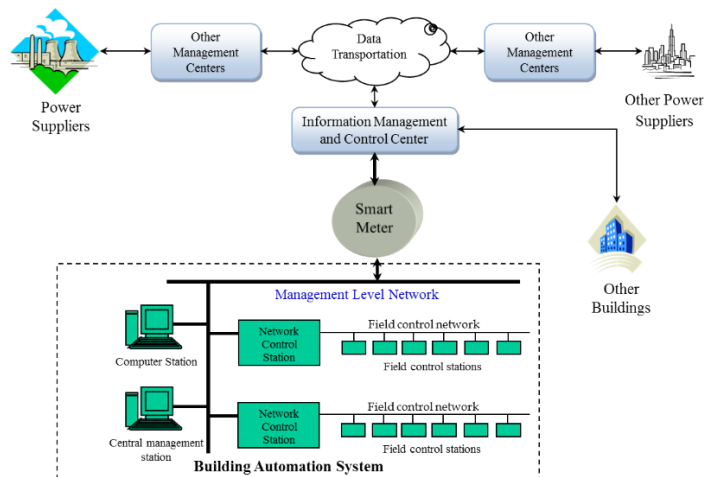 Other
Management
Centers
Data
Transportation
Other
Management
Centers
Power
Suppliers
Other Power
Suppliers
Information Management
and Control Center
Smart
Meter
Other
Buildings
Management Level Network
Computer Station
Network
Control
Station
Field control network
Field control stations
Central management
station
Network
Control
Station
Field control network
Field control stations
Building Automation System